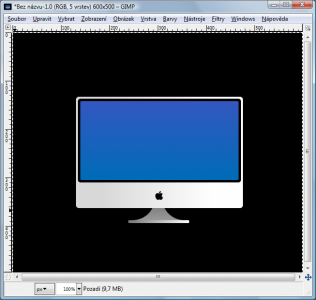 *Bez názvu-1.0 (RGB, 5 vrstev) 600x500 – GIMP
Soubor Upravit Vybrat Zobrazení Obrázek Vrstva Barvy Nástroje Filtry Windows Nápověda
px 100% Pozadí (9,7 MB)